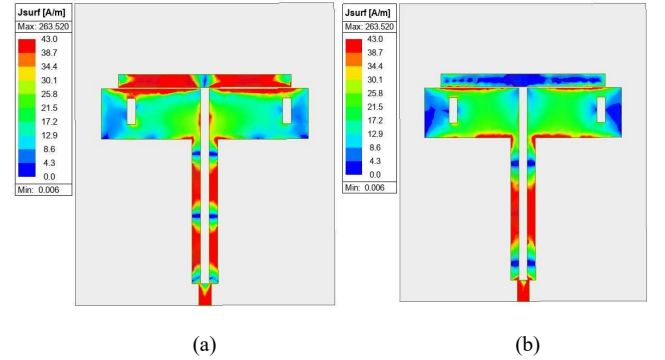 Jsurf [A/m]
Max: 263.520
43.0
38.7
34.4
30.1
25.8
21.5
17.2
12.9
8.6
4.3
0.0
Min: 0.006
Jsurf [A/m]
Max: 263.520
43.0
38.7
34.4
30.1
25.8
21.5
17.2
12.9
8.6
4.3
0.0
Min: 0.006
(a)
(b)